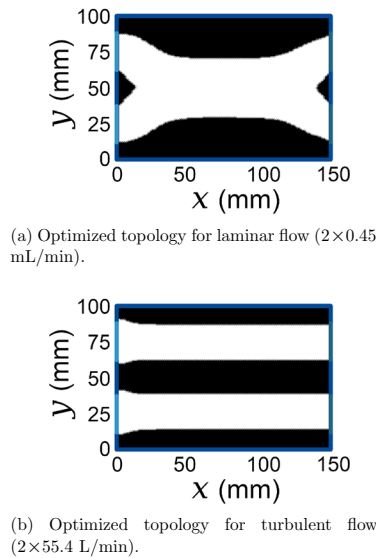 100
75
50
25
0
y (mm)
0 50 100 150
x (mm)
(a) Optimized topology for laminar flow (2×0.45
mL/min).
100
75
50
25
0
y (mm)
0 50 100 150
x (mm)
(b) Optimized topology for turbulent flow
(2×55.4 L/min).